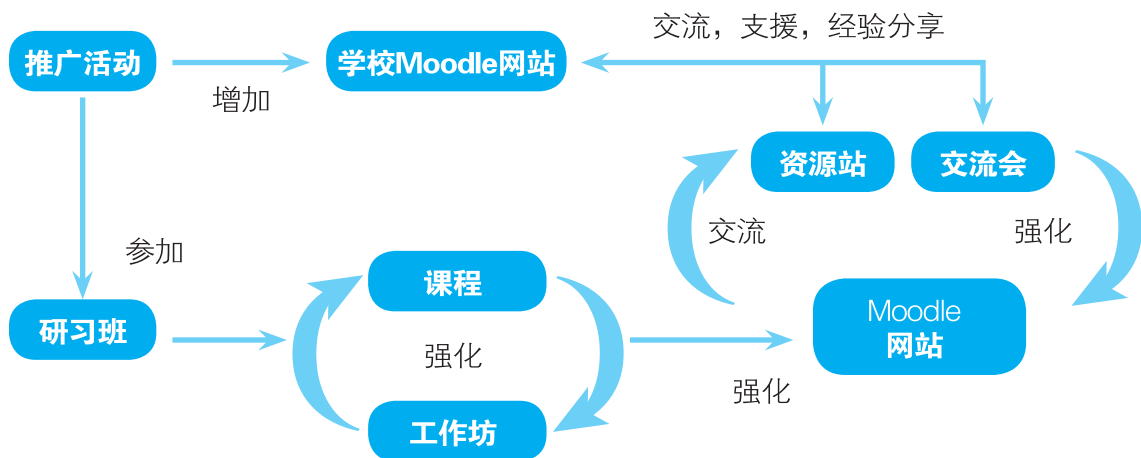 交流，支援，经验分享
推广活动
学校Moodle网站
增加
资源站
交流会
参加
交流
强化
课程
研习班
强化
Moodle
网站
强化
工作坊